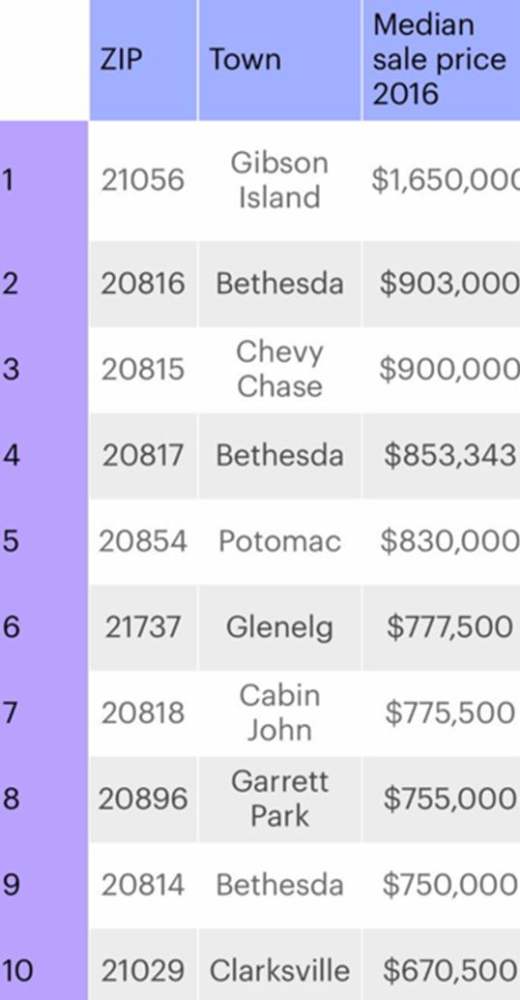 ZIP Town Median sale price 2016
1 21056 Gibson Island $1,650,000
2 20816 Bethesda $903,000
3 20815 Chevy Chase $900,000
4 20817 Bethesda $853,343
5 20854 Potomac $830,000
6 21737 Glenelg $777,500
7 20818 Cabin John $775,500
8 20896 Garrett Park $755,000
9 20814 Bethesda $750,000
10 21029 Clarksville $670,500